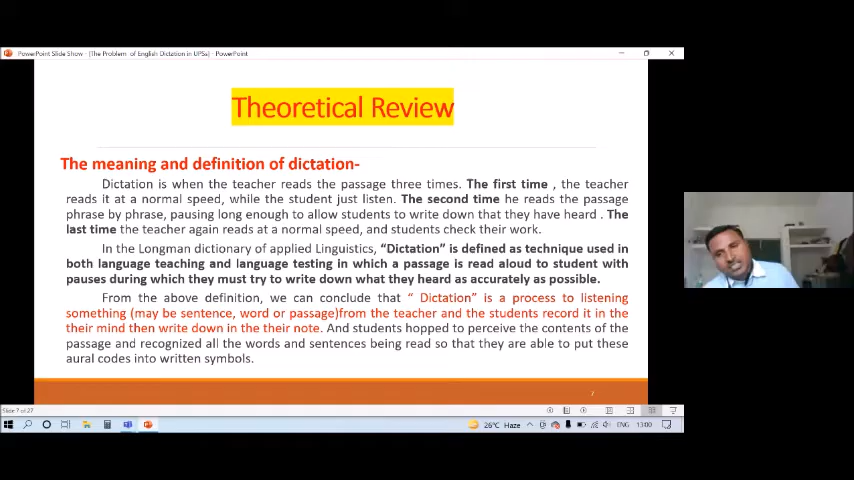 PowerPoint Slide Show - [The Problem of English Dictation in UPSs] - PowerPoint
Theoretical Review
The meaning and definition of dictation-
Dictation is when the teacher reads the passage three times. The first time , the teacher
reads it at a normal speed, while the student just listen. The second time he reads the passage
phrase by phrase, pausing long enough to allow students to write down that they have heard . The
last time the teacher again reads at a normal speed, and students check their work.
In the Longman dictionary of applied Linguistics, “Dictation” is defined as technique used in
both language teaching and language testing in which a passage is read aloud to student with
pauses during which they must try to write down what they heard as accurately as possible.
From the above definition, we can conclude that “ Dictation” is a process to listening
something (may be sentence, word or passage)from the teacher and the students record it in the
their mind then write down in the their note. And students hopped to perceive the contents of the
passage and recognized all the words and sentences being read so that they are able to put these
aural codes into written symbols.
7
Slide 7 of 27
26°C Haze
ENG
13:00